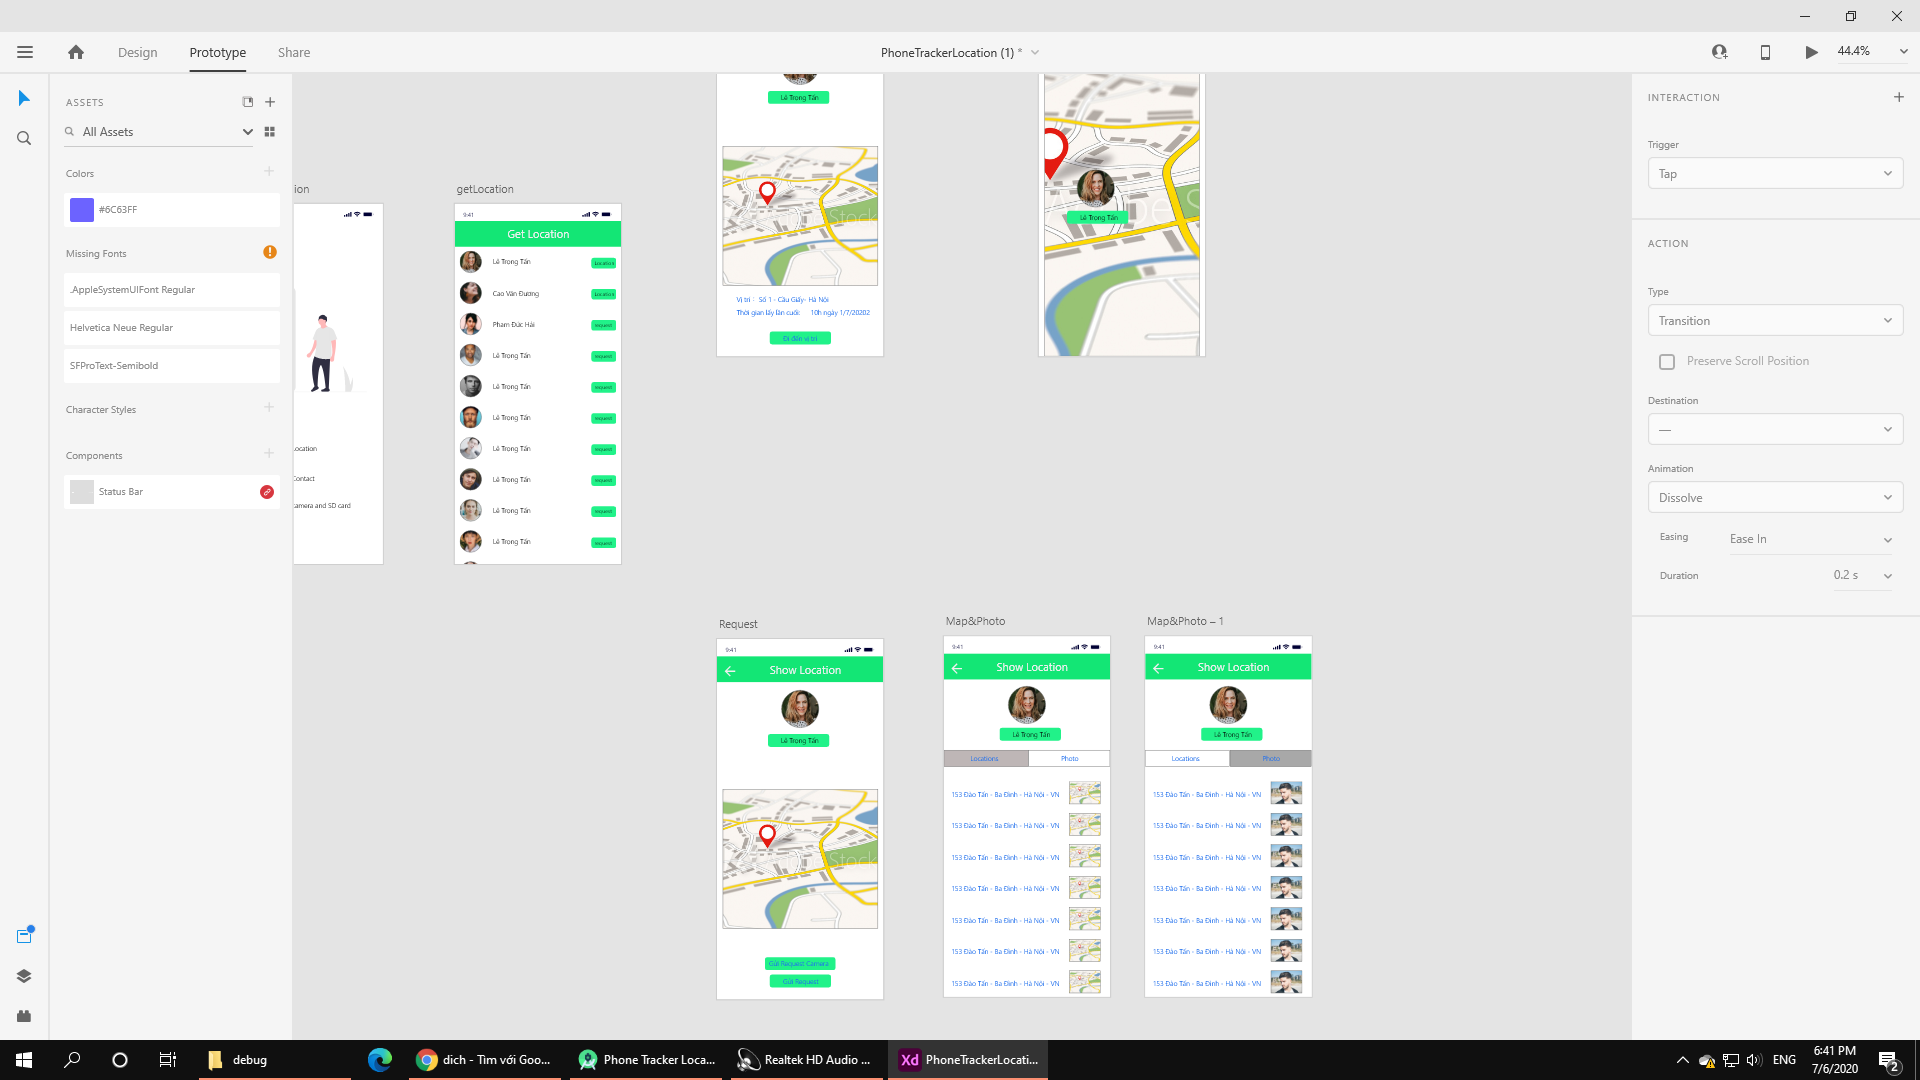 Design
Prototype
Share
PhoneTrackerLocation (1) *
44.4%
ASSETS
All Assets
Colors
#6C63FF
Missing Fonts
.AppleSystemUIFont Regular
Helvetica Neue Regular
SFProText-Semibold
Character Styles
Components
Status Bar
ion
ocation
Contact
amera and SD card
getLocation
9:41
Get Location
Lê Trọng Tấn
Location
Cao Văn Dương
Location
Phạm Đức Hải
request
Lê Trọng Tấn
request
Lê Trọng Tấn
request
Lê Trọng Tấn
request
Lê Trọng Tấn
request
Lê Trọng Tấn
request
Lê Trọng Tấn
request
Lê Trọng Tấn
request
Lê Trọng Tấn
Stock
Vị trí : Số 1 - Cầu Giấy- Hà Nội
Thời gian lấy lần cuối: 10h ngày 1/7/20202
Đi đến vị trí
Lê Trọng Tấn
Request
9:41
Show Location
Lê Trọng Tấn
Stock
Gửi Request Camera
Gửi Request
Map&Photo
9:41
Show Location
Lê Trọng Tấn
Locations
Photo
153 Đào Tấn - Ba Đình - Hà Nội - VN
153 Đào Tấn - Ba Đình - Hà Nội - VN
153 Đào Tấn - Ba Đình - Hà Nội - VN
153 Đào Tấn - Ba Đình - Hà Nội - VN
153 Đào Tấn - Ba Đình - Hà Nội - VN
153 Đào Tấn - Ba Đình - Hà Nội - VN
153 Đào Tấn - Ba Đình - Hà Nội - VN
Map&Photo – 1
9:41
Show Location
Lê Trọng Tấn
Locations
Photo
153 Đào Tấn - Ba Đình - Hà Nội - VN
153 Đào Tấn - Ba Đình - Hà Nội - VN
153 Đào Tấn - Ba Đình - Hà Nội - VN
153 Đào Tấn - Ba Đình - Hà Nội - VN
153 Đào Tấn - Ba Đình - Hà Nội - VN
153 Đào Tấn - Ba Đình - Hà Nội - VN
153 Đào Tấn - Ba Đình - Hà Nội - VN
INTERACTION
Trigger
Tap
ACTION
Type
Transition
Preserve Scroll Position
Destination
—
Animation
Dissolve
Easing
Ease In
Duration
0.2 s
debug
dich - Tìm với Goo...
Phone Tracker Loca...
Realtek HD Audio ...
Xd
PhoneTrackerLocati...
ENG
6:41 PM
7/6/2020
2